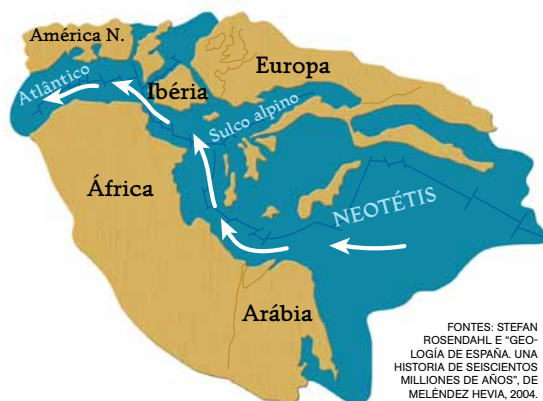 América N.
Europa
Atlântico
Ibéria
Sulco alpino
África
NEOTÉTIS
Arábia
FONTES: STEFAN
ROSENDAHL E "GEO-
LOGÍA DE ESPAÑA. UNA
HISTORIA DE SEISCIENTOS
MILLIONES DE AÑOS", DE
MELÉNDEZ HEVIA, 2004.